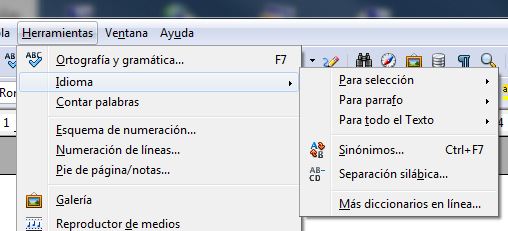 la Herramientas Ventana Ayuda
ABC Ortografía y gramática... F7
Idioma
Contar palabras
Esquema de numeración...
Numeración de líneas...
Pie de página/notas...
Galería
Reproductor de medios
Para selección
Para parrafo
Para todo el Texto
Sinónimos... Ctrl+F7
AB-CD Separación silábica...
Más diccionarios en línea...